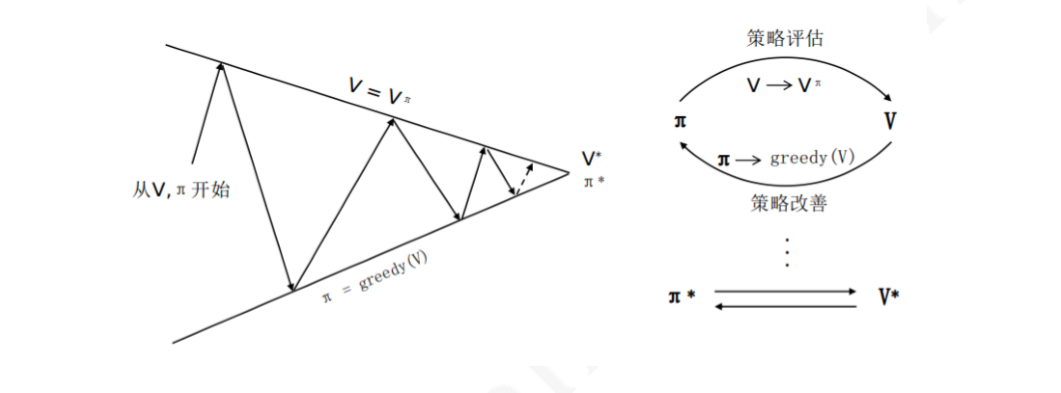 V = V π
从V, π 开始
π = greedy(V)
V*
π *
策略评估
V → V π
π
V
π → greedy(V)
策略改善
⋮
π *
V*